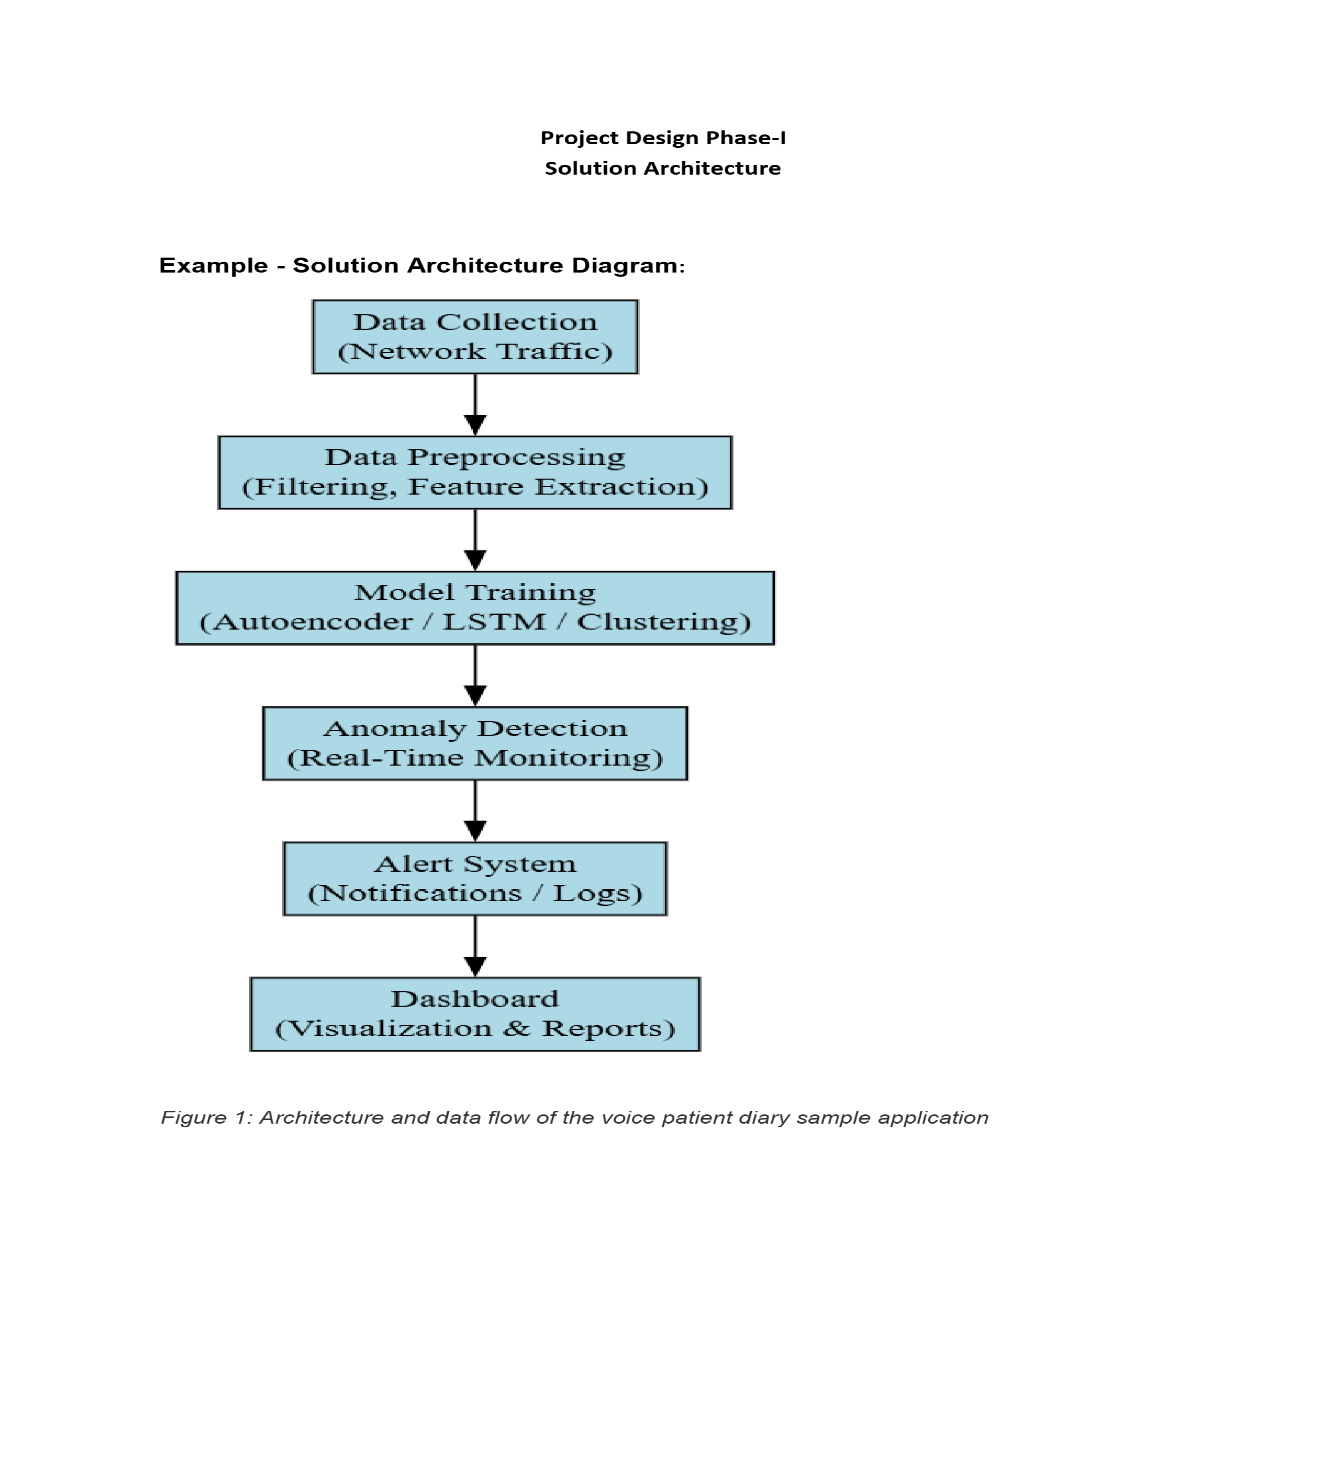 Project Design Phase-I
Solution Architecture
Example - Solution Architecture Diagram:
Data Collection
(Network Traffic)
Data Preprocessing
(Filtering, Feature Extraction)
Model Training
(Autoencoder / LSTM / Clustering)
Anomaly Detection
(Real-Time Monitoring)
Alert System
(Notifications / Logs)
Dashboard
(Visualization & Reports)
Figure 1: Architecture and data flow of the voice patient diary sample application